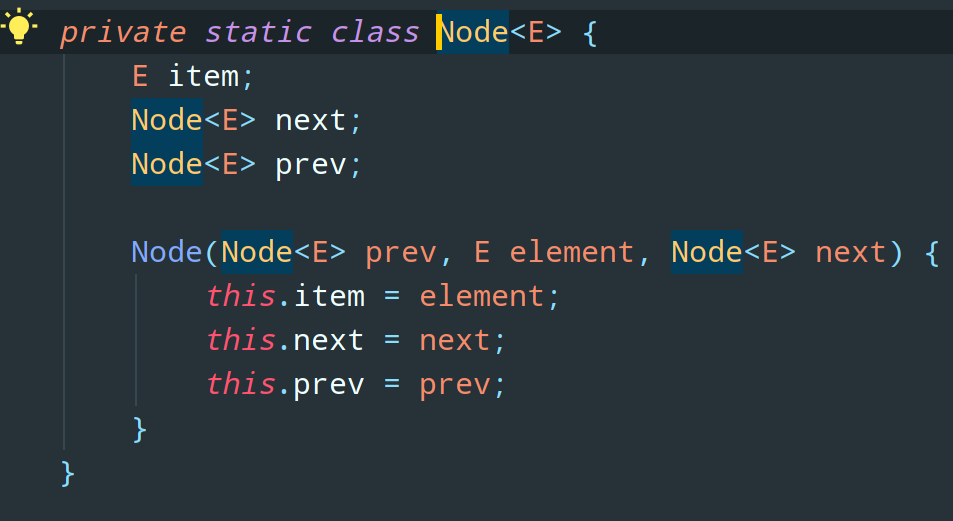 private static class Node<E> {
E item;
Node<E> next;
Node<E> prev;
Node(Node<E> prev, E element, Node<E> next) {
this.item = element;
this.next = next;
this.prev = prev;
}
}